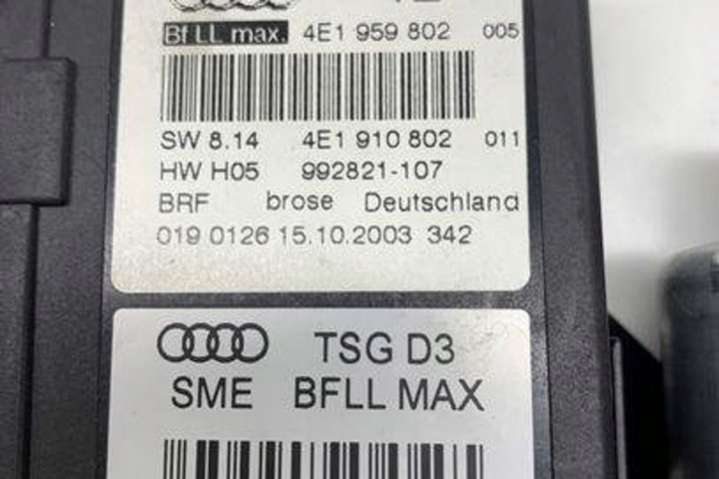 Bf LL max. 4E1 959 802 005
SW 8.14 4E1 910 802 011
HW H05 992821-107
BRF brose Deutschland
019 0126 15.10.2003 342
TSG D3
SME BFLL MAX